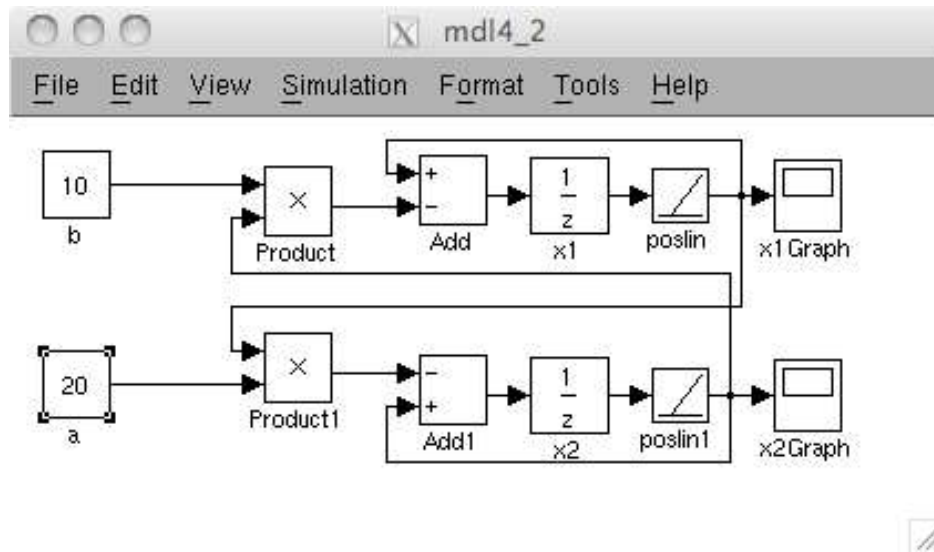 X mdl4_2
File Edit View Simulation Format Tools Help
10
b
×
Product
+
−
Add
1
z
x1
poslin
x1Graph
20
a
×
Product1
−
+
Add1
1
z
x2
poslin1
x2Graph